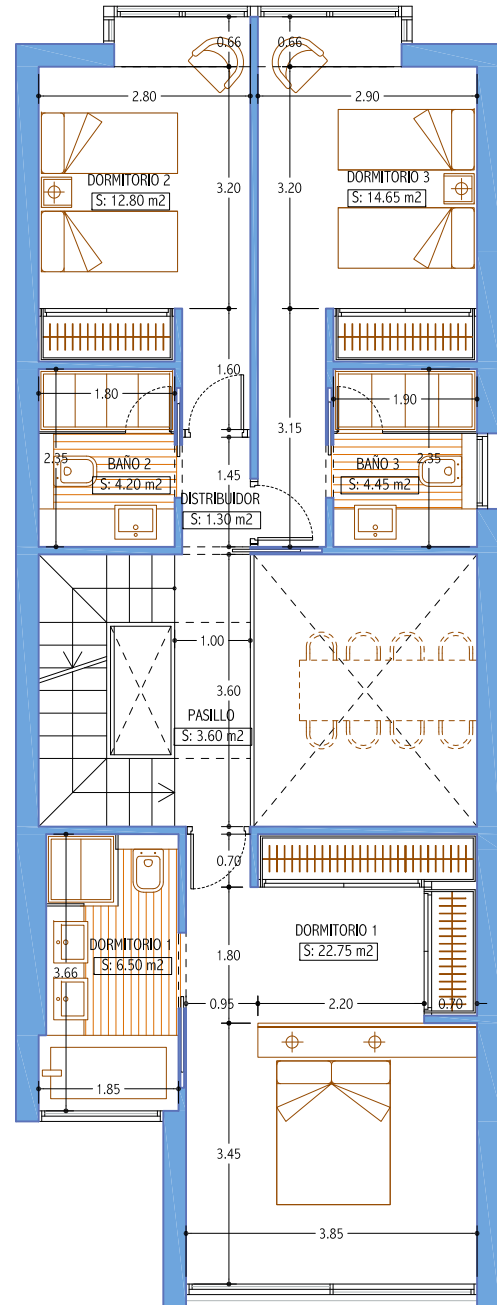 0.66
0.66
2.80
2.90
3.20
3.20
DORMITORIO 2
S: 12.80 m2
DORMITORIO 3
S: 14.65 m2
1.60
1.80
1.90
3.15
2.35
BAÑO 2
S: 4.20 m2
1.45
BAÑO 3
S: 4.45 m2
2.35
DISTRIBUIDOR
S: 1.30 m2
1.00
3.60
PASILLO
S: 3.60 m2
0.70
DORMITORIO 1
S: 22.75 m2
DORMITORIO 1
S: 6.50 m2
3.66
1.80
0.95
2.20
0.70
1.85
3.45
3.85